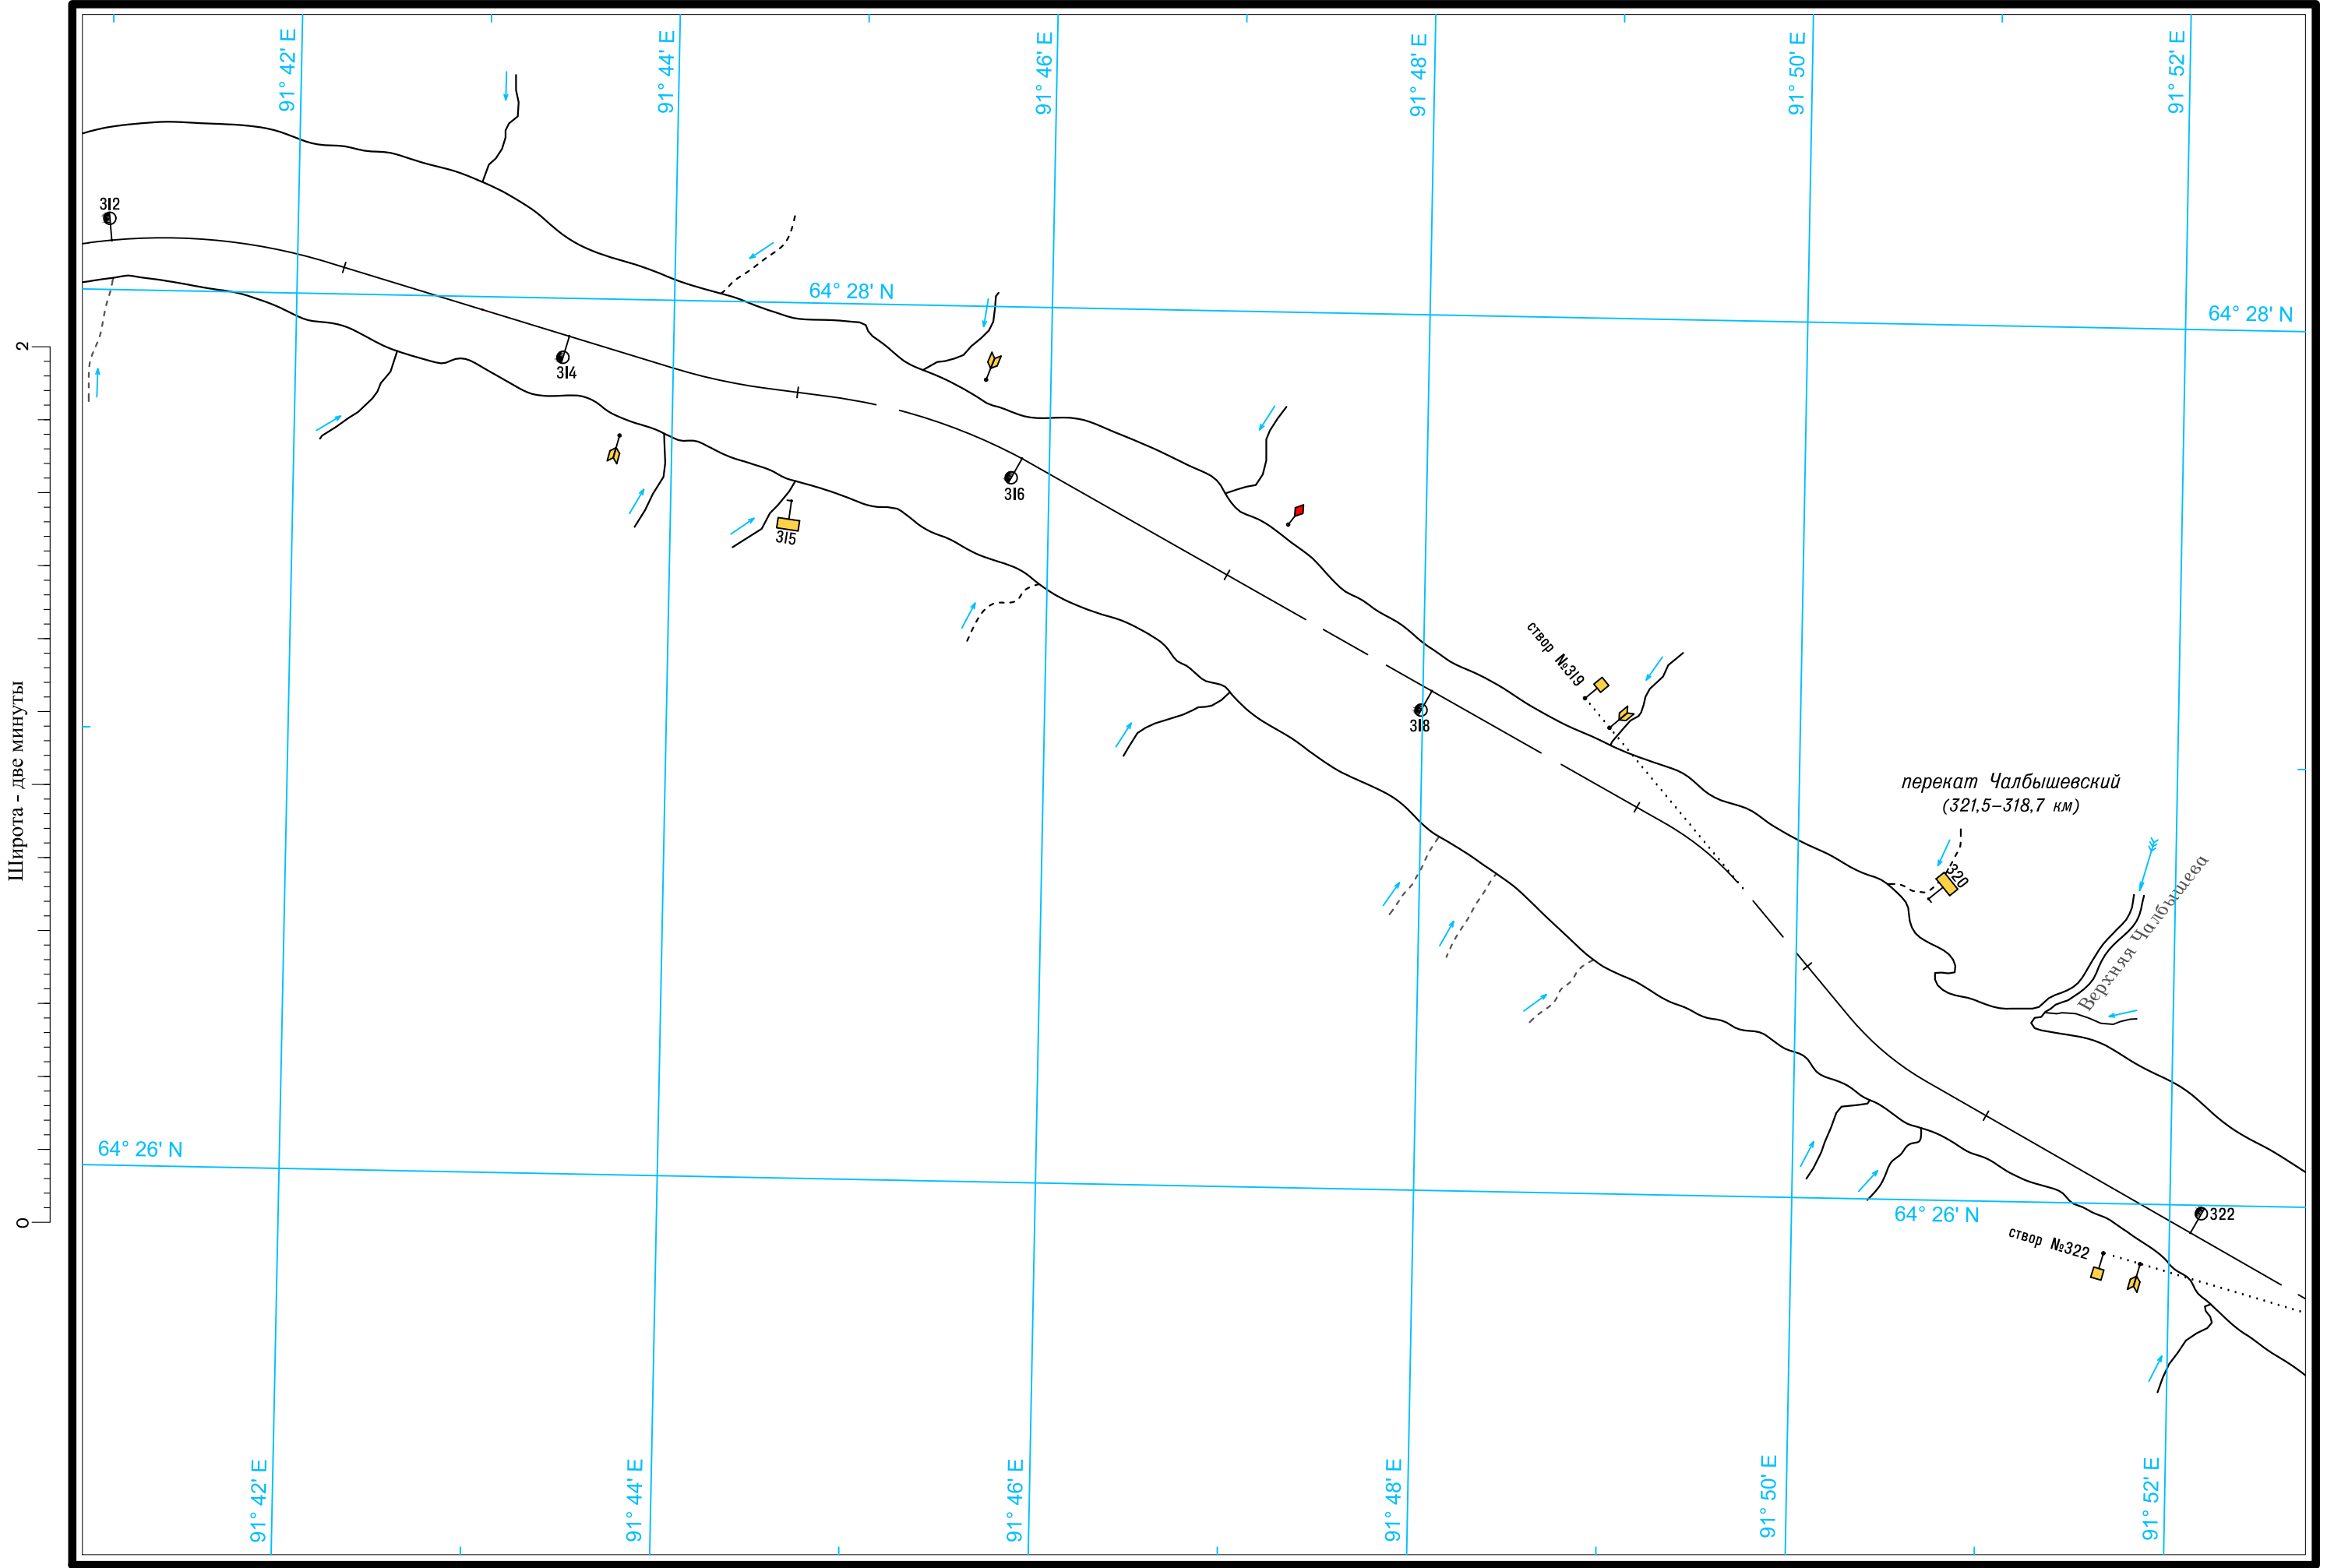 91° 42' E
91° 44' E
91° 46' E
91° 48' E
91° 50' E
91° 52' E
312
64° 28' N
64° 28' N
2
314
316
315
створ №319
Широта - две минуты
318
перекат Чалбышевский
(321,5–318,7 км)
320
Верхняя Чалбышева
64° 26' N
64° 26' N
0
322
створ №322
91° 42' E
91° 44' E
91° 46' E
91° 48' E
91° 50' E
91° 52' E